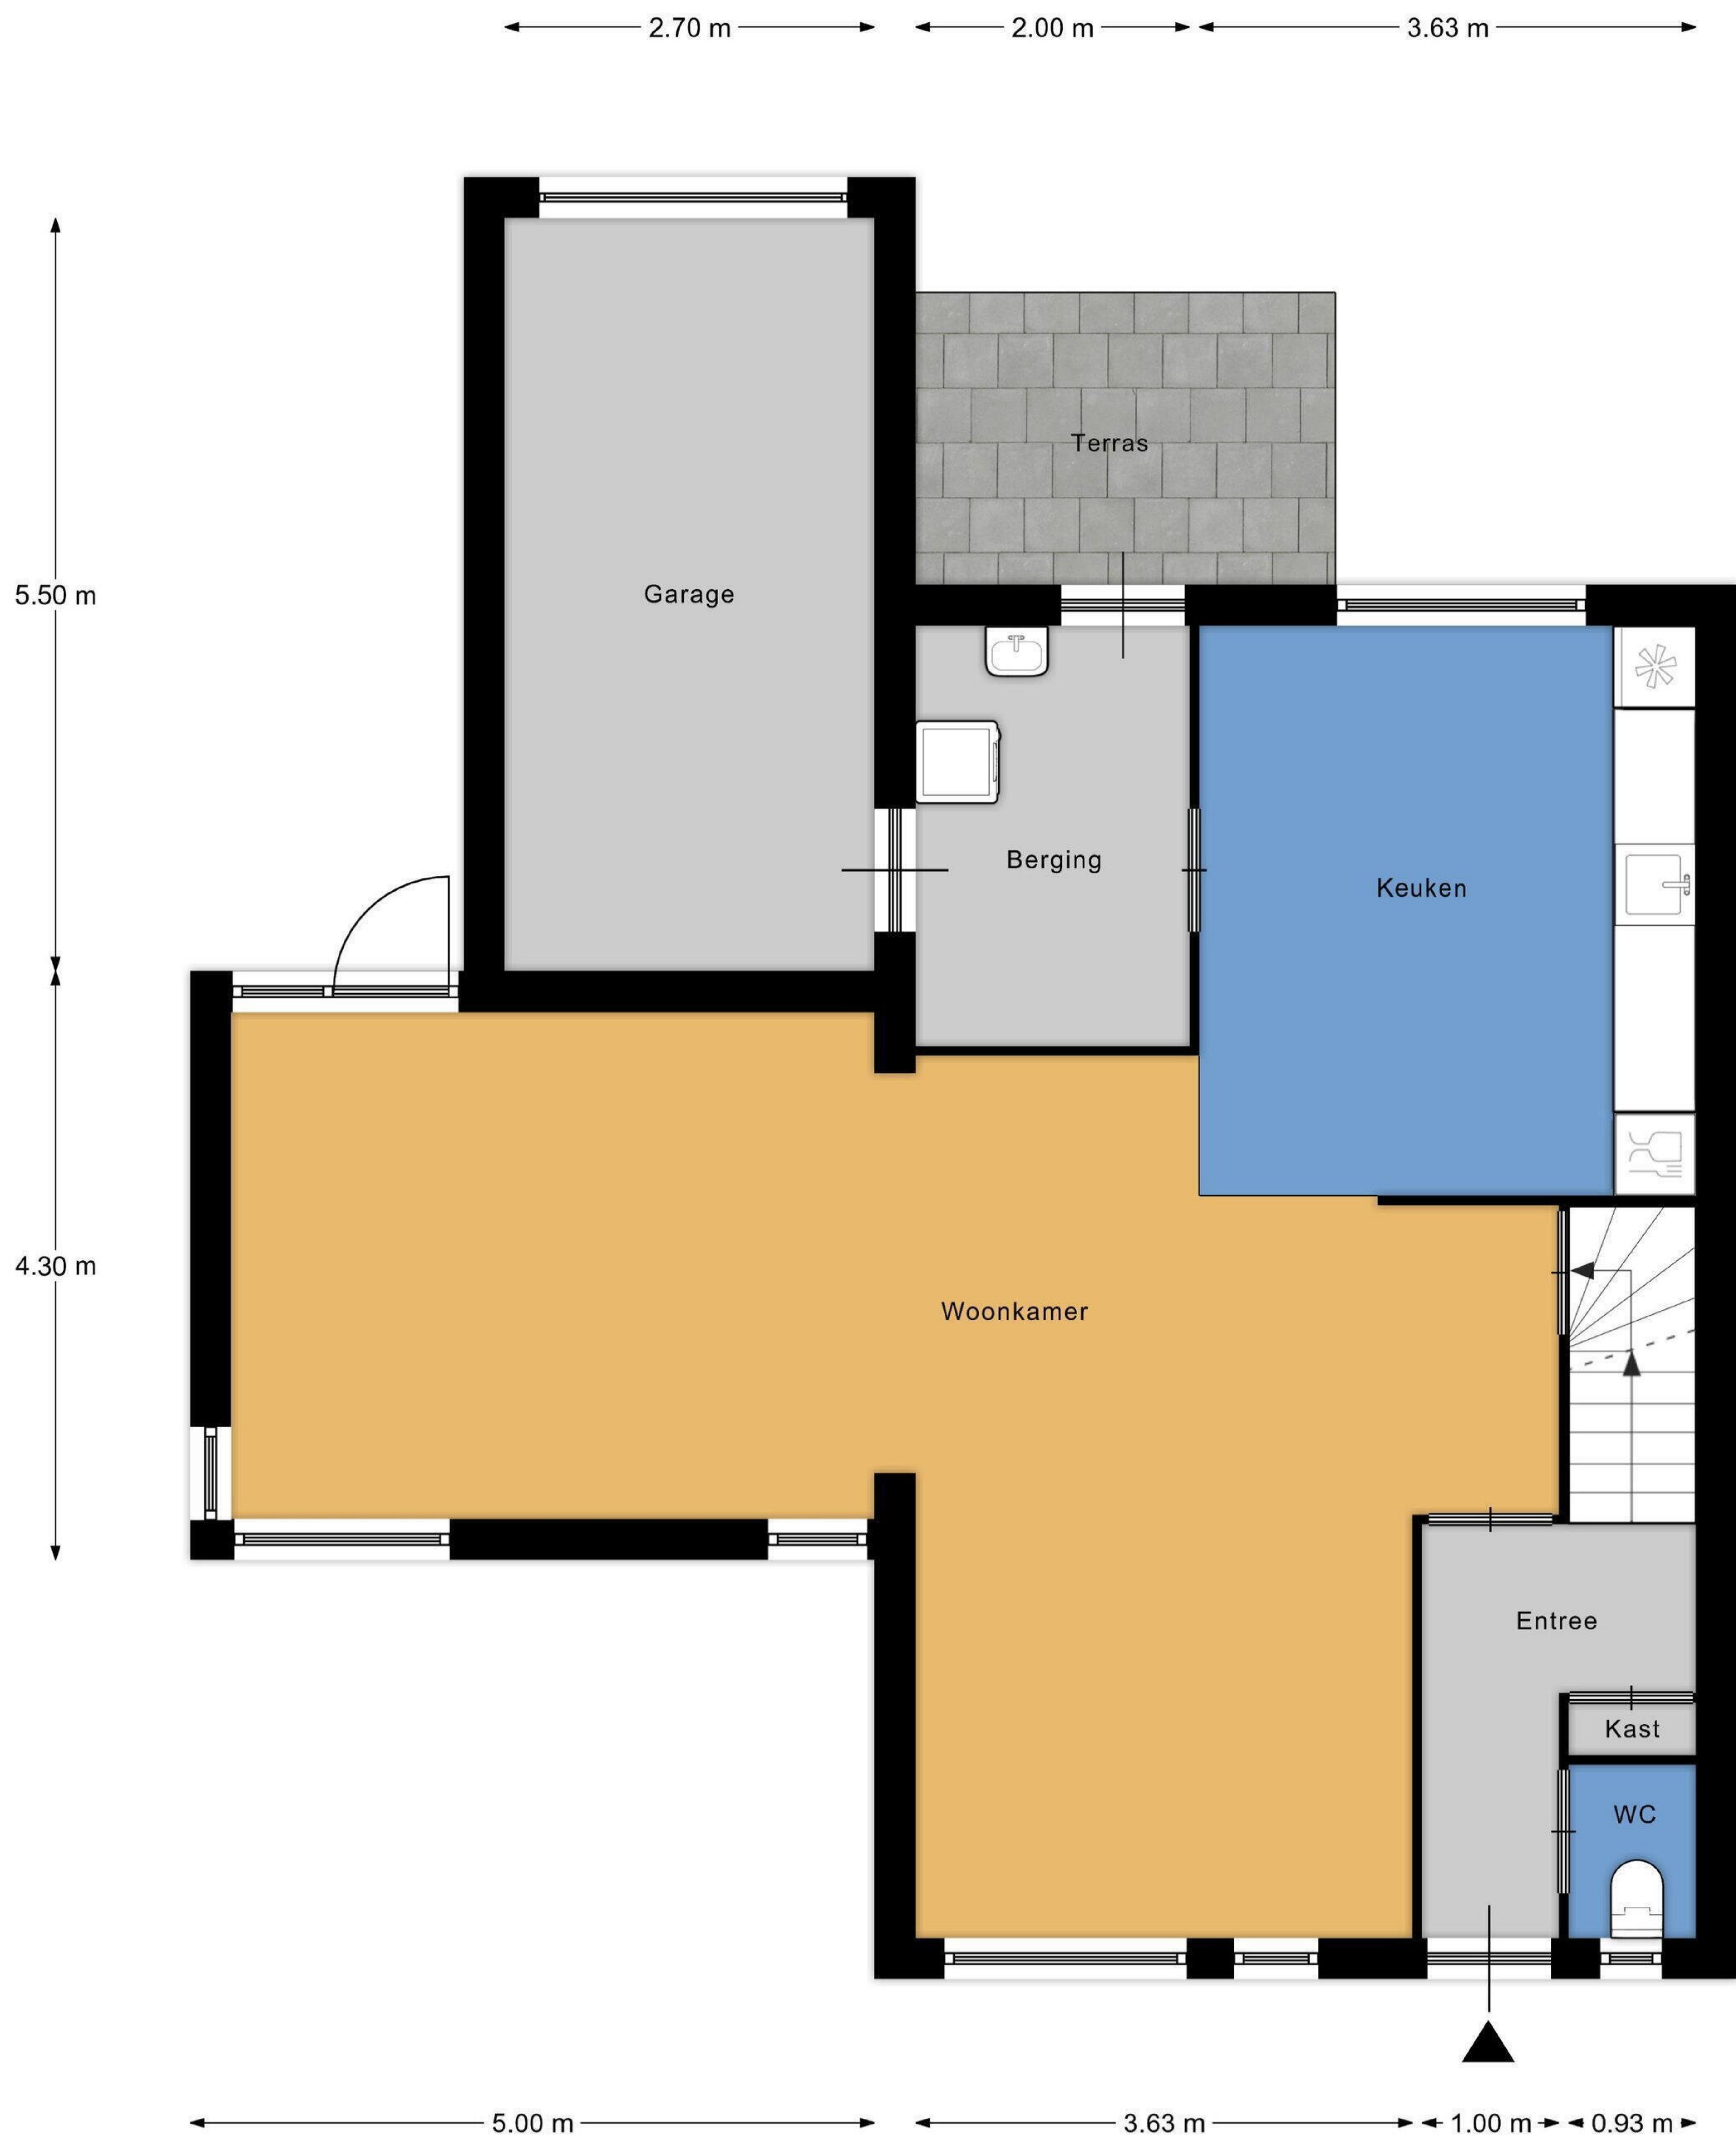 2.70 m
2.00 m
3.63 m
Terras
5.50 m
Garage
Berging
Keuken
4.30 m
Woonkamer
Entree
Kast
WC
5.00 m
3.63 m
1.00 m
0.93 m